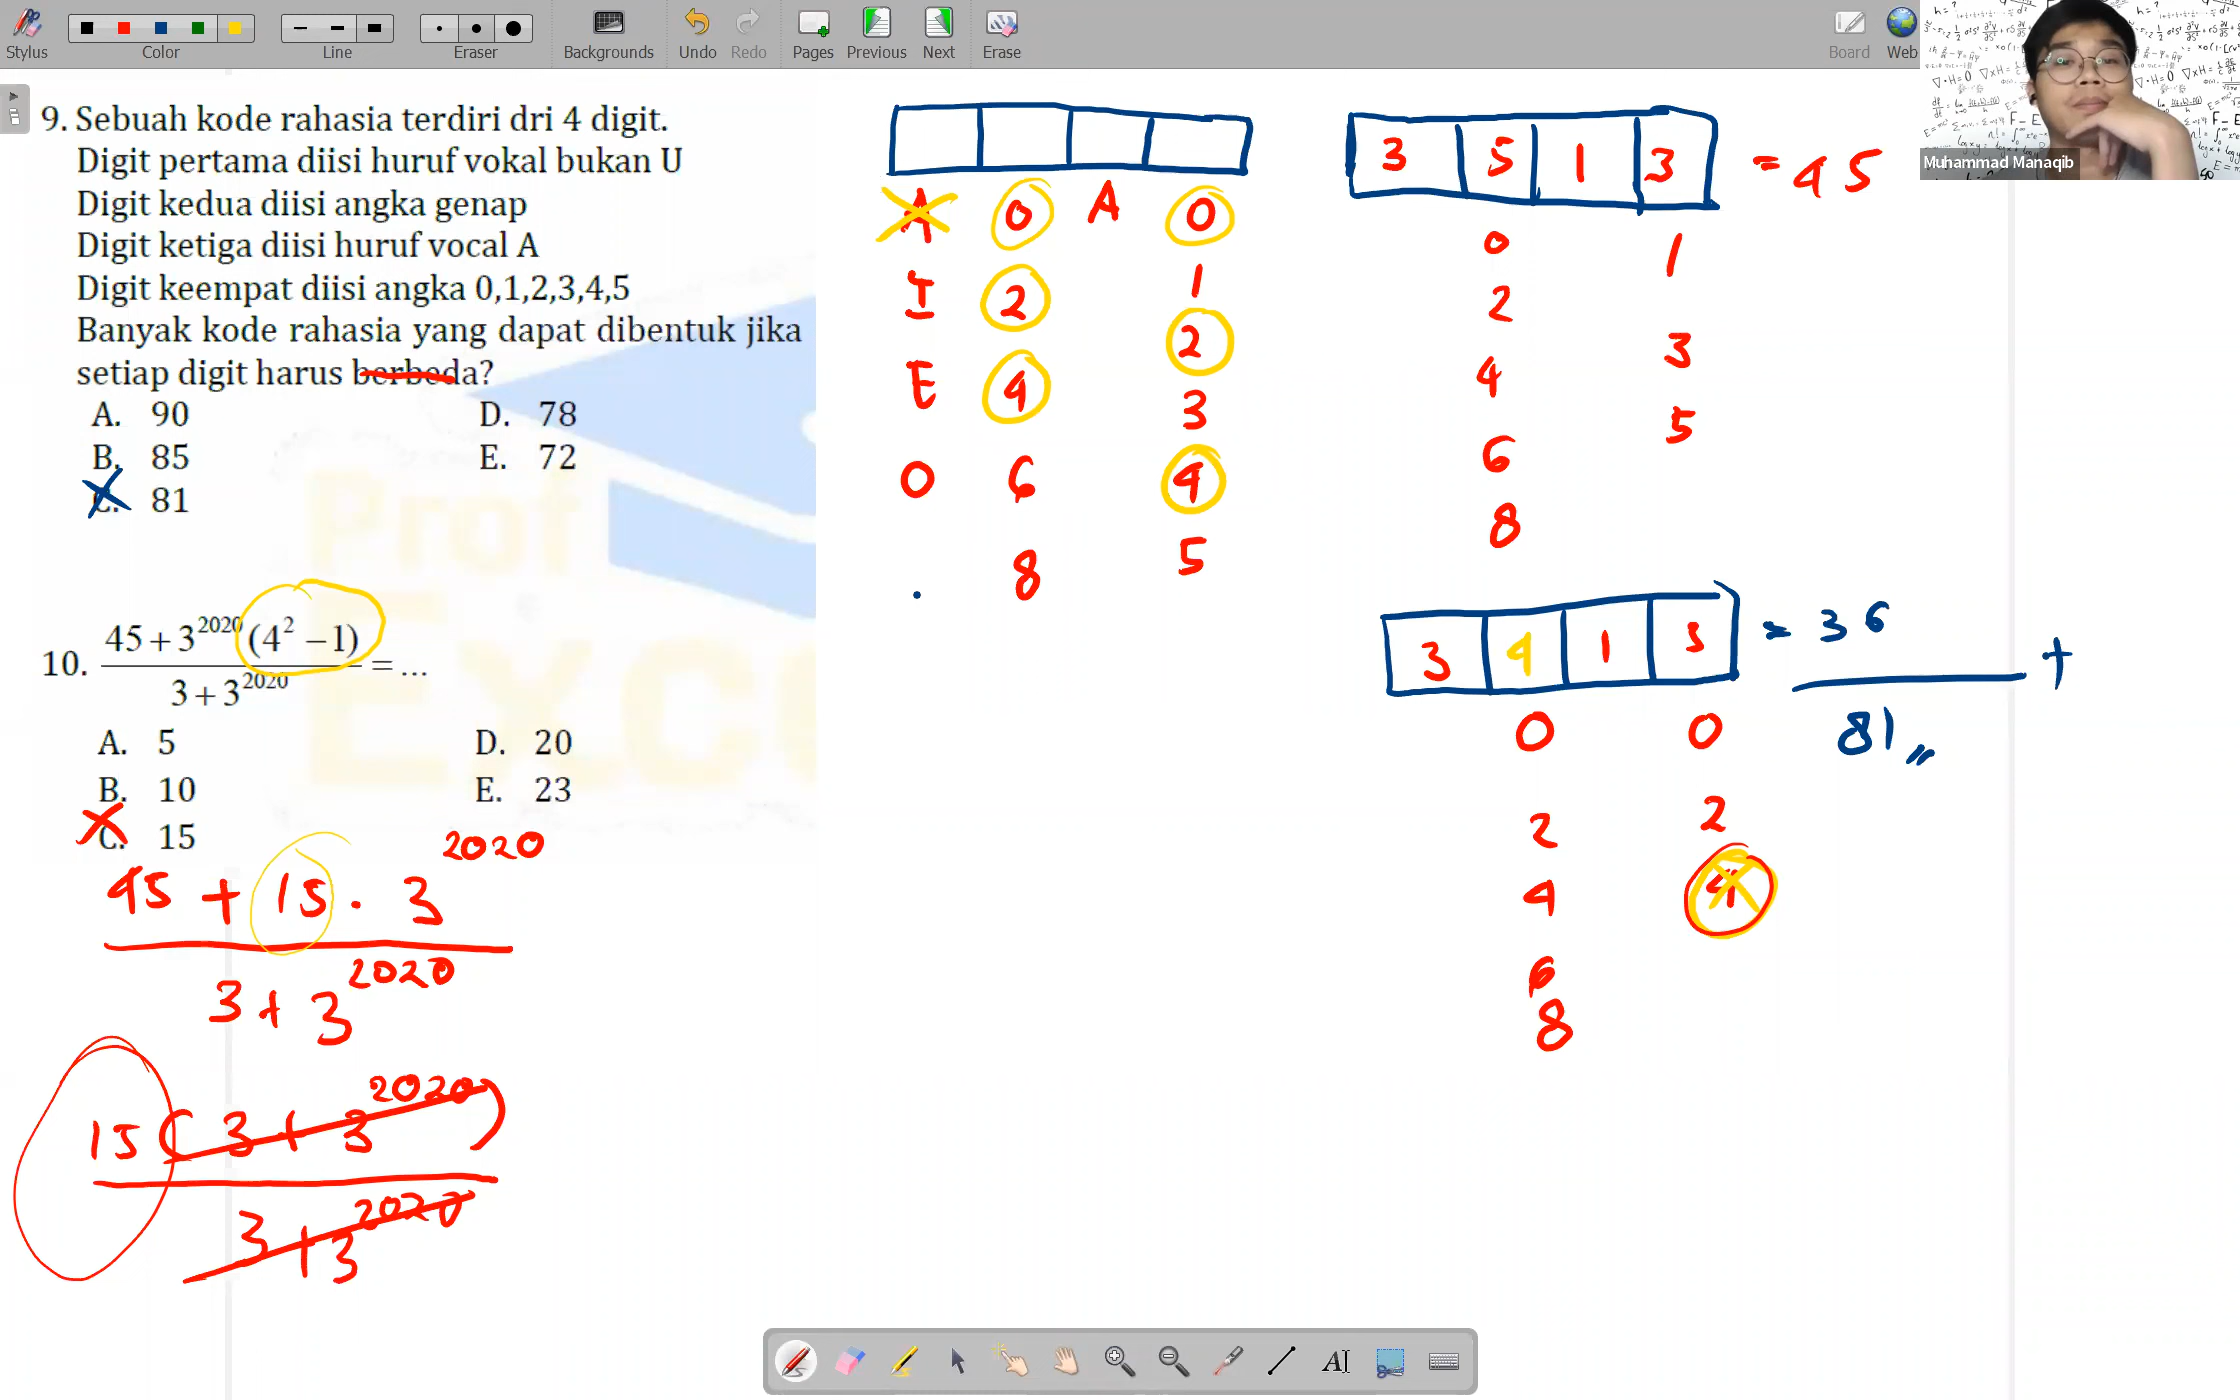 Stylus
Color
Line
Eraser
Backgrounds
Undo
Redo
Pages
Previous
Next
Erase
Board
Web
Muhammad Manaqib
9. Sebuah kode rahasia terdiri dri 4 digit.
Digit pertama diisi huruf vokal bukan U
Digit kedua diisi angka genap
Digit ketiga diisi huruf vocal A
Digit keempat diisi angka 0,1,2,3,4,5
Banyak kode rahasia yang dapat dibentuk jika
setiap digit harus berbeda?
A. 90 D. 78
B. 85 E. 72
C. 81
10. 45 + 3^2020 (4^2 − 1)
3 + 3^2020
= ...
A. 5 D. 20
B. 10 E. 23
C. 15
Prof
Exc
45 + 15 . 3^2020
3 + 3^2020
15 ( 3 + 3^2020 )
3 + 3^2020
A 0 A 0
I 2 1
E 4 2
O 6 3
8 4
5
3 5 1 3 = 45
0 1
2 3
4 5
6
8
3 4 1 3 = 36
+
81
0 0
2 2
4 4
6
8